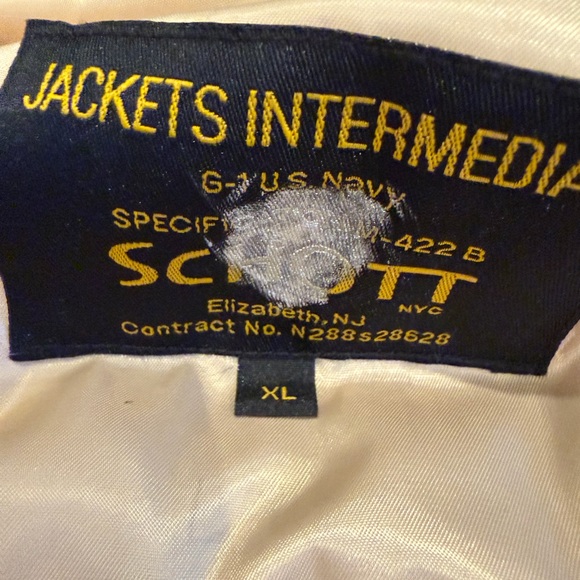 JACKETS INTERMEDIA
G-1 U.S. Navy
SPECIF M-422 B
SCHOTT
NYC
Elizabeth, NJ
Contract No. N288s28628
XL